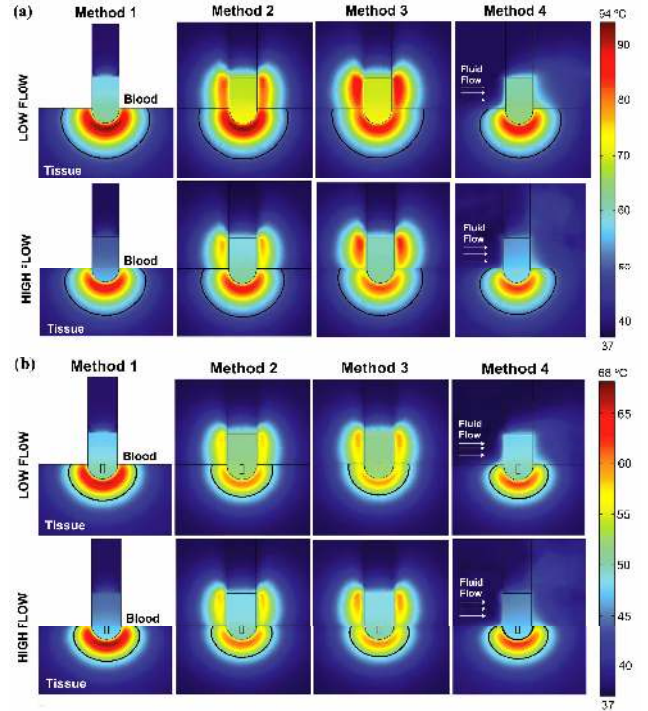 (a)
Method 1 Method 2 Method 3 Method 4
94 ºC
LOW FLOW
Blood
Fluid
Flow
Tissue
90
80
70
60
50
40
37
HIGH FLOW
Blood
Fluid
Flow
Tissue
(b)
Method 1 Method 2 Method 3 Method 4
68 ºC
LOW FLOW
Blood
Fluid
Flow
Tissue
65
60
55
50
45
40
37
HIGH FLOW
Blood
Fluid
Flow
Tissue